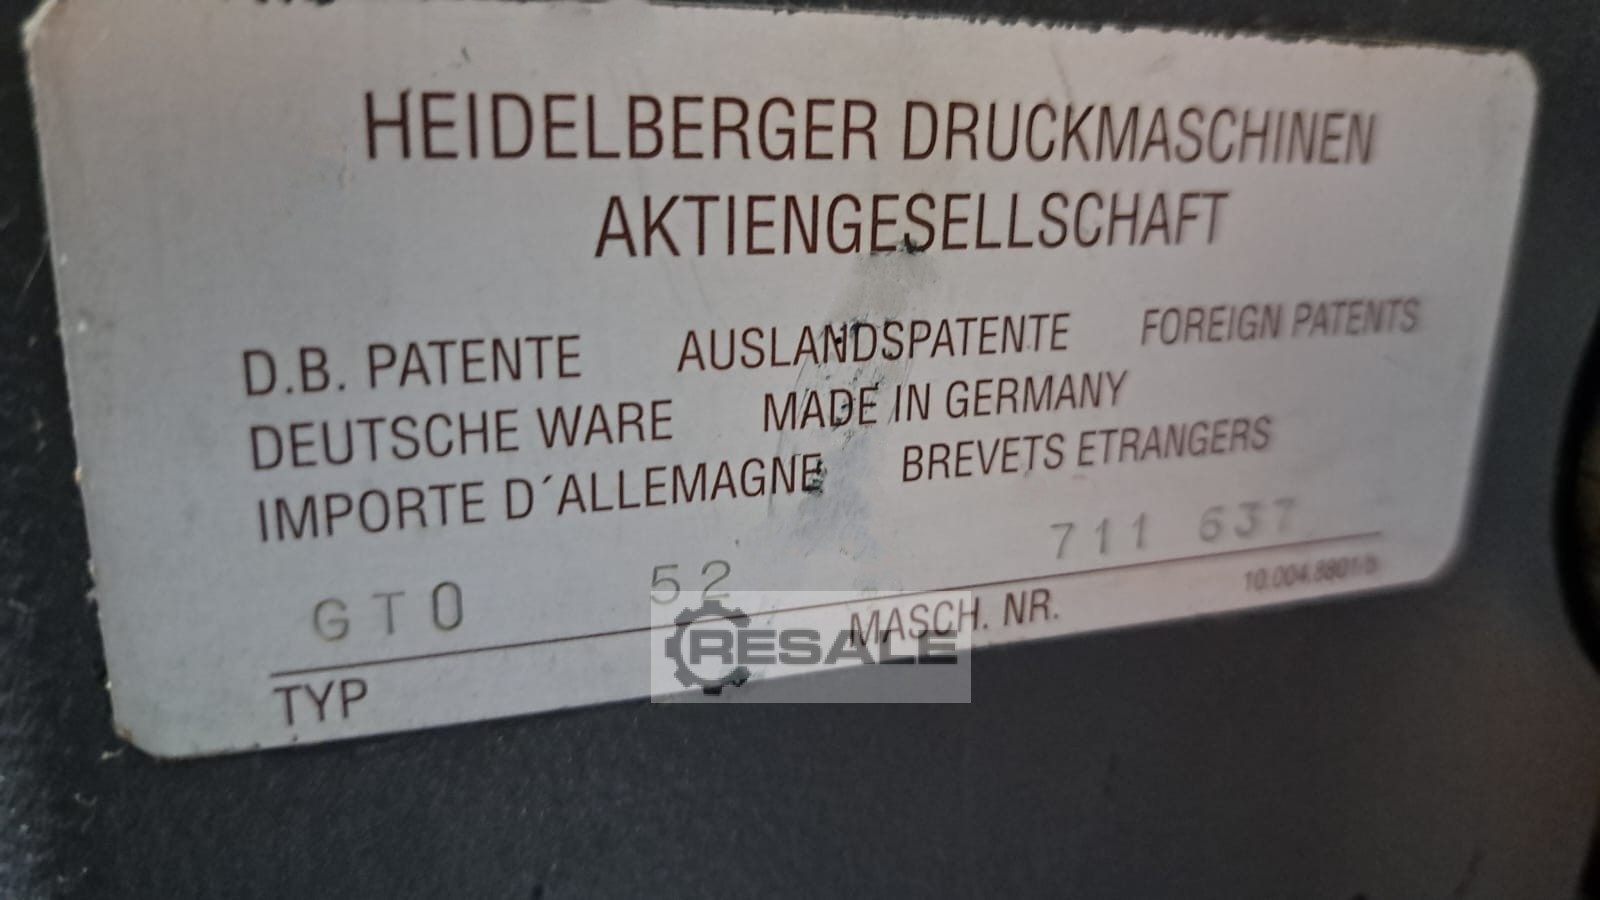 HEIDELBERGER DRUCKMASCHINEN
AKTIENGESELLSCHAFT
D.B. PATENTE AUSLANDSPATENTE FOREIGN PATENTS
DEUTSCHE WARE MADE IN GERMANY
IMPORTE D´ALLEMAGNE BREVETS ETRANGERS
GTO 52 711 637
TYP MASCH. NR.
RESALE